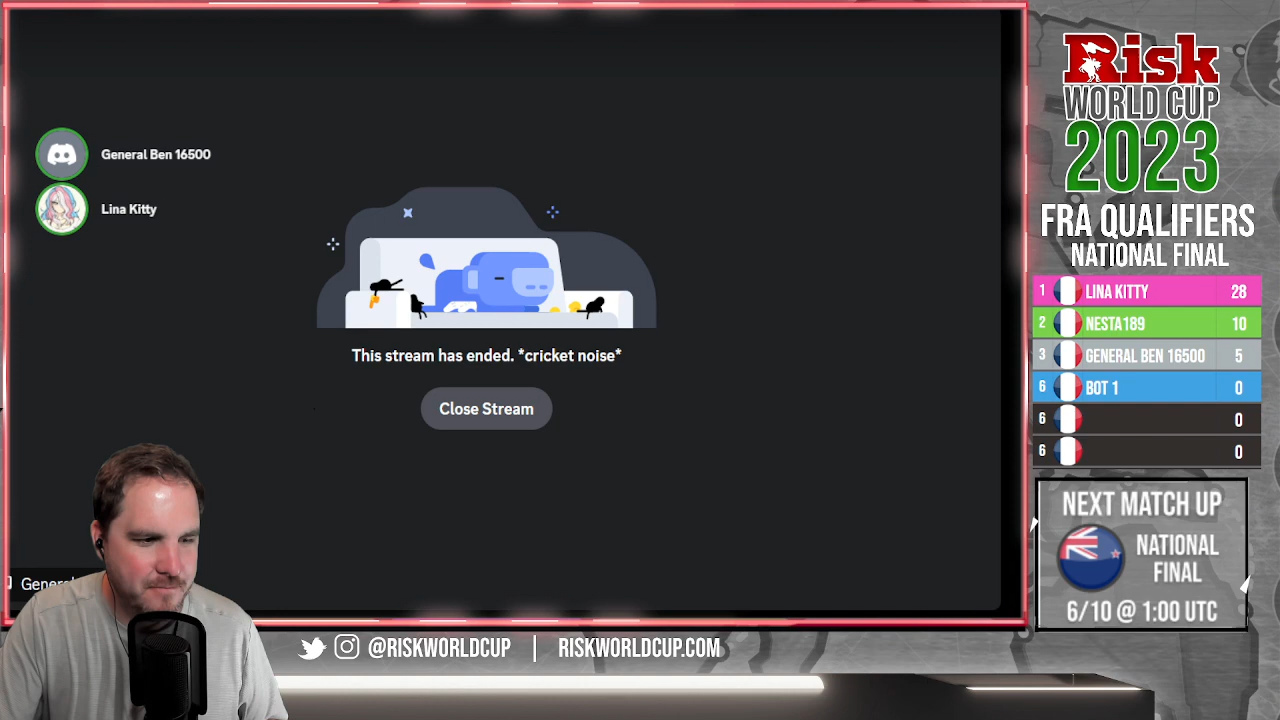 General Ben 16500
Lina Kitty
This stream has ended. *cricket noise*
Close Stream
Risk
WORLD CUP
2023
FRA QUALIFIERS
NATIONAL FINAL
1 LINA KITTY 28
2 NESTA189 10
3 GENERAL BEN 16500 5
6 BOT 1 0
6 0
6 0
NEXT MATCH UP
NATIONAL
FINAL
6/10 @ 1:00 UTC
@RISKWORLDCUP | RISKWORLDCUP.COM